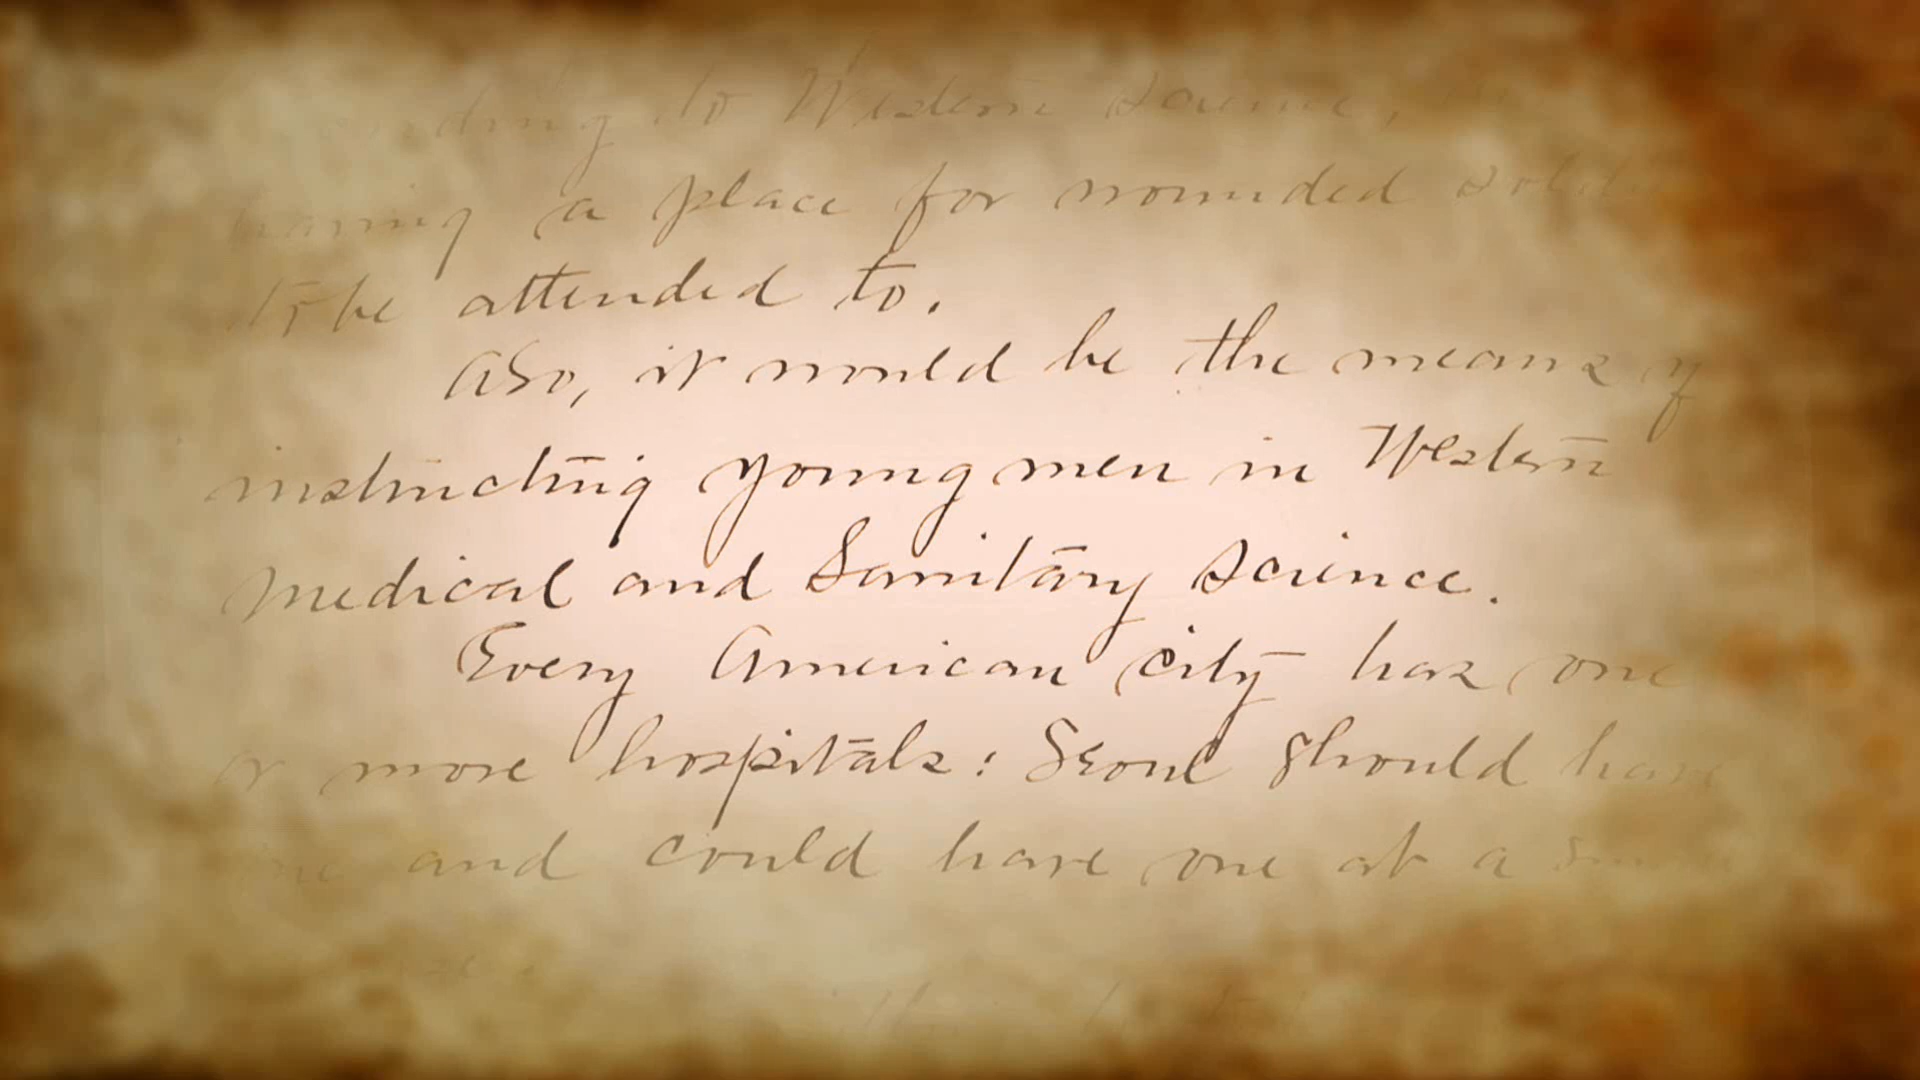 to Western Science,
having a place for wounded
to be attended to.
Also, it would be the means of
instructing young men in Western
Medical and Sanitary Science.
Every American city has one
or more hospitals: Seoul should have
one and could have one at a